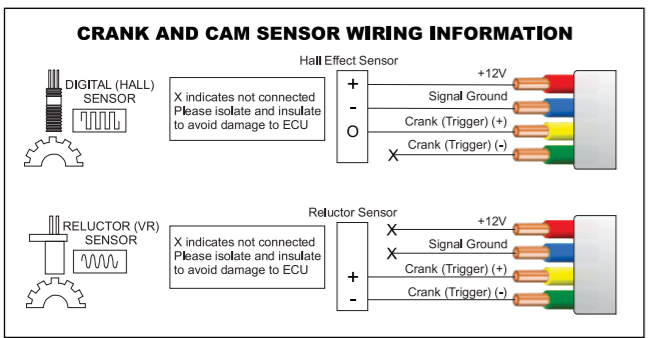 CRANK AND CAM SENSOR WIRING INFORMATION
DIGITAL (HALL)
SENSOR
X indicates not connected
Please isolate and insulate
to avoid damage to ECU
Hall Effect Sensor
+
-
O
+12V
Signal Ground
Crank (Trigger) (+)
X Crank (Trigger) (-)
RELUCTOR (VR)
SENSOR
X indicates not connected
Please isolate and insulate
to avoid damage to ECU
Reluctor Sensor
+
-
X +12V
X Signal Ground
Crank (Trigger) (+)
Crank (Trigger) (-)